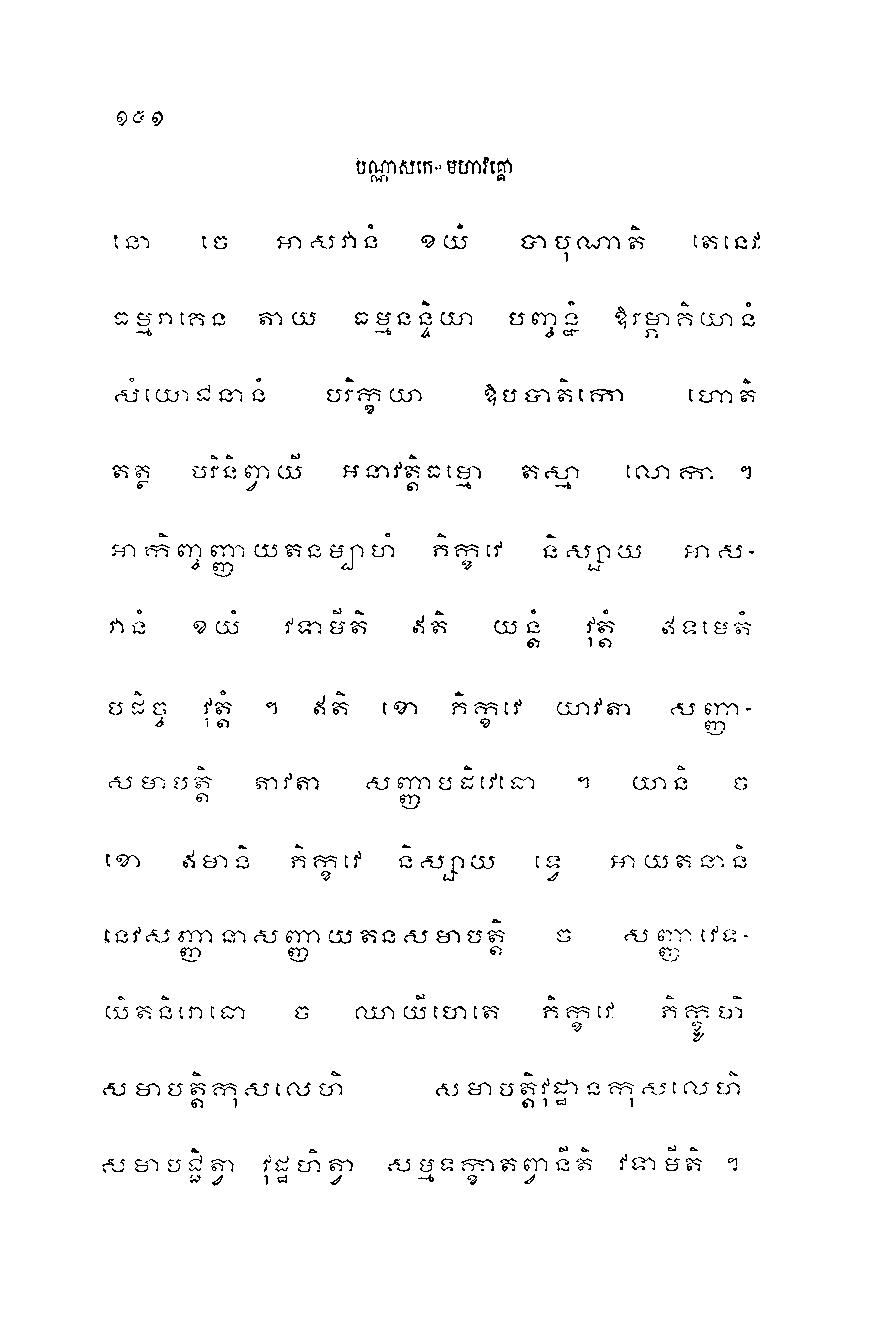 ១៥១
បណ្ណាសកេ- មហាវគ្គោ
នោ ចេ អាសវានំ ខយំ បាបុណាតិ តេនេវ
ធម្មរាគេន តាយ ធម្មនន្ទិយា បញ្ចន្នំ ឱរម្ភាគិយានំ
សំយោជនានំ បរិក្ខយា ឱបបាតិកោ ហោតិ
តត្ថ បរិនិព្វាយី អនាវត្តិធម្មោ តស្មា លោកា ។
អាកិញ្ចញ្ញាយតនម្បាហំ ភិក្ខវេ និស្សាយ អាស-
វានំ ខយំ វទាមីតិ ឥតិ យន្តំ វុត្តំ ឥទមេតំ
បដិច្ច វុត្តំ ។ ឥតិ ខោ ភិក្ខវេ យាវតា សញ្ញា-
សមាបត្តិ តាវតា សញ្ញាបដិវេធោ ។ យានិ ច
ខោ ឥមានិ ភិក្ខវេ និស្សាយ ទ្វេ អាយតនានិ
នេវសញ្ញានាសញ្ញាយតនសមាបត្តិ ច សញ្ញាវេទ-
យិតនិរោធោ ច ឈាយីហេតេ ភិក្ខវេ ភិក្ខូហិ
សមាបត្តិកុសលេហិ សមាបត្តិវុដ្ឋានកុសលេហិ
សមាបជ្ជិត្វា វុដ្ឋហិត្វា សម្មទក្ខាតព្វានីតិ វទាមីតិ ។